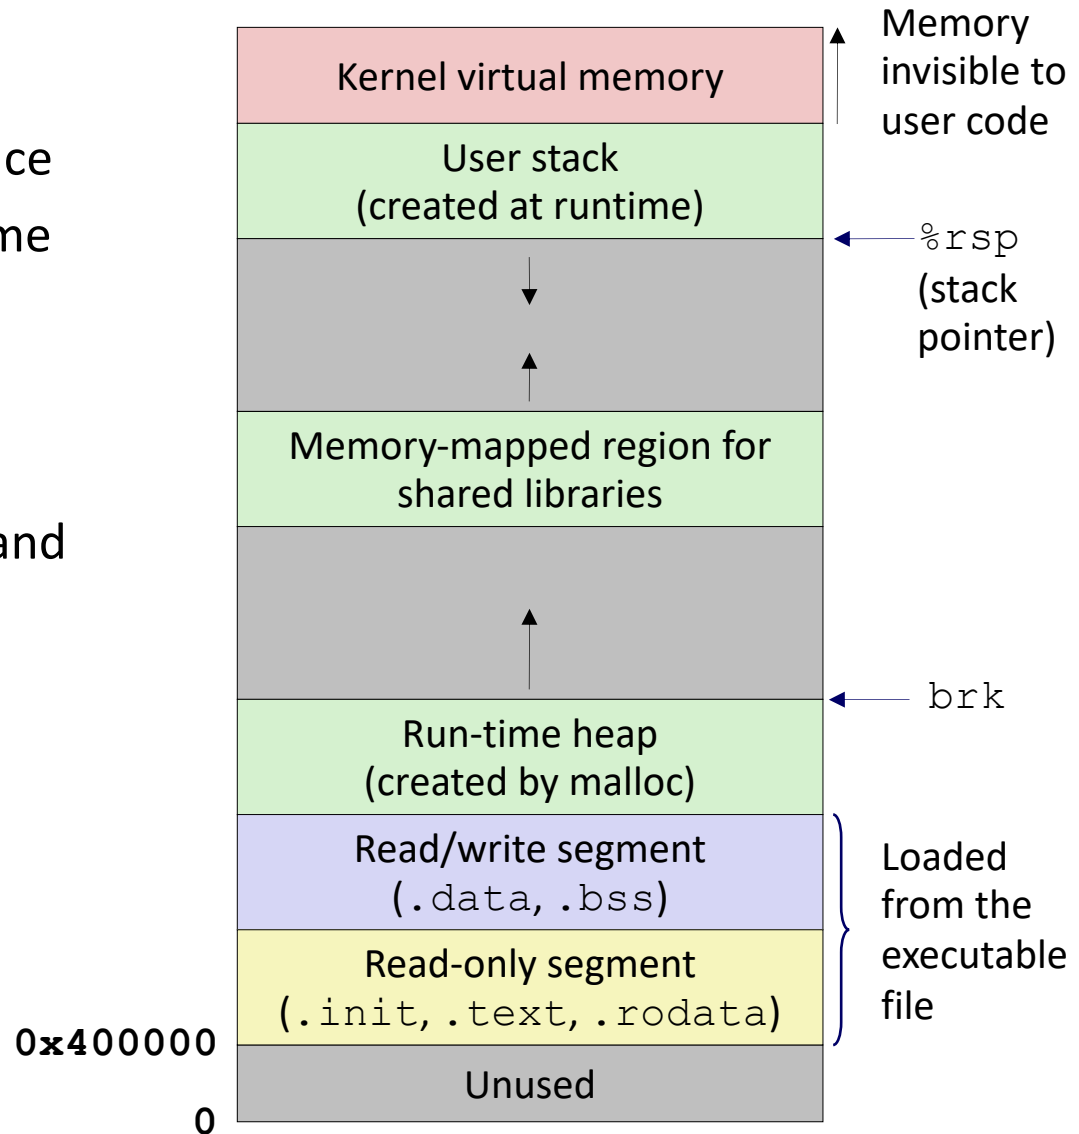 Memory
invisible to
user code
Kernel virtual memory
ce
me
User stack
(created at runtime)
%rsp
(stack
pointer)
Memory-mapped region for
shared libraries
and
brk
Run-time heap
(created by malloc)
Read/write segment
(.data, .bss)
Loaded
from the
executable
file
Read-only segment
(.init, .text, .rodata)
0x400000
Unused
0